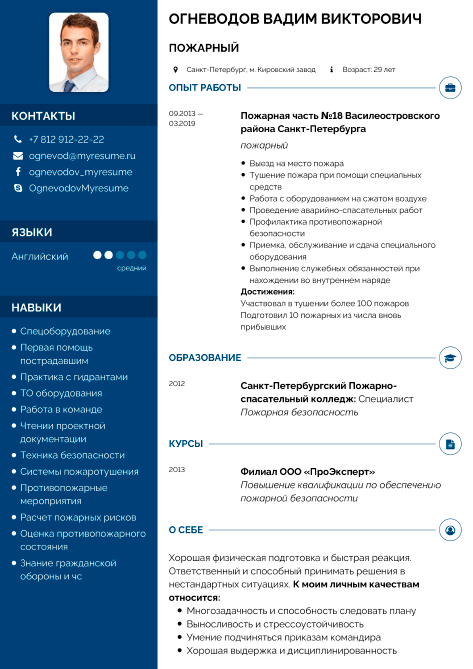 КОНТАКТЫ
+7 812 912-22-22
ognevod@myresume.ru
ognevodov_myresume
OgnevodovMyresume
ЯЗЫКИ
Английский
средний
НАВЫКИ
Спецоборудование
Первая помощь
пострадавшим
Практика с гидрантами
ТО оборудования
Работа в команде
Чтении проектной
документации
Техника безопасности
Системы пожаротушения
Противопожарные
мероприятия
Расчет пожарных рисков
Оценка противопожарного
состояния
Знание гражданской
обороны и чс
ОГНЕВОДОВ ВАДИМ ВИКТОРОВИЧ
ПОЖАРНЫЙ
Санкт-Петербург, м. Кировский завод Возраст: 29 лет
ОПЫТ РАБОТЫ
09.2013 —
03.2019
Пожарная часть №18 Василеостровского
района Санкт-Петербурга
пожарный
Выезд на место пожара
Тушение пожара при помощи специальных
средств
Работа с оборудованием на сжатом воздухе
Проведение аварийно-спасательных работ
Профилактика противопожарной
безопасности
Приемка, обслуживание и сдача специального
оборудования
Выполнение служебных обязанностей при
нахождении во внутреннем наряде
Достижения:
Участвовал в тушении более 100 пожаров
Подготовил 10 пожарных из числа вновь
прибывших
ОБРАЗОВАНИЕ
2012
Санкт-Петербургский Пожарно-
спасательный колледж: Специалист
Пожарная безопасность
КУРСЫ
2013
Филиал ООО «ПроЭксперт»
Повышение квалификации по обеспечению
пожарной безопасности
О СЕБЕ
Хорошая физическая подготовка и быстрая реакция.
Ответственный и способный принимать решения в
нестандартных ситуациях. К моим личным качествам
относится:
Многозадачность и способность следовать плану
Выносливость и стрессоустойчивость
Умение подчиняться приказам командира
Хорошая выдержка и дисциплинированность